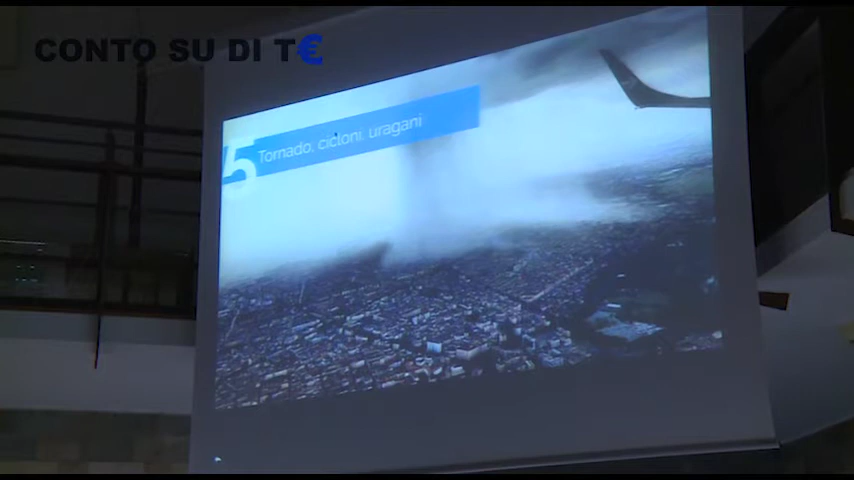 CONTO SU DI T€
5
Tornado, cicloni, uragani